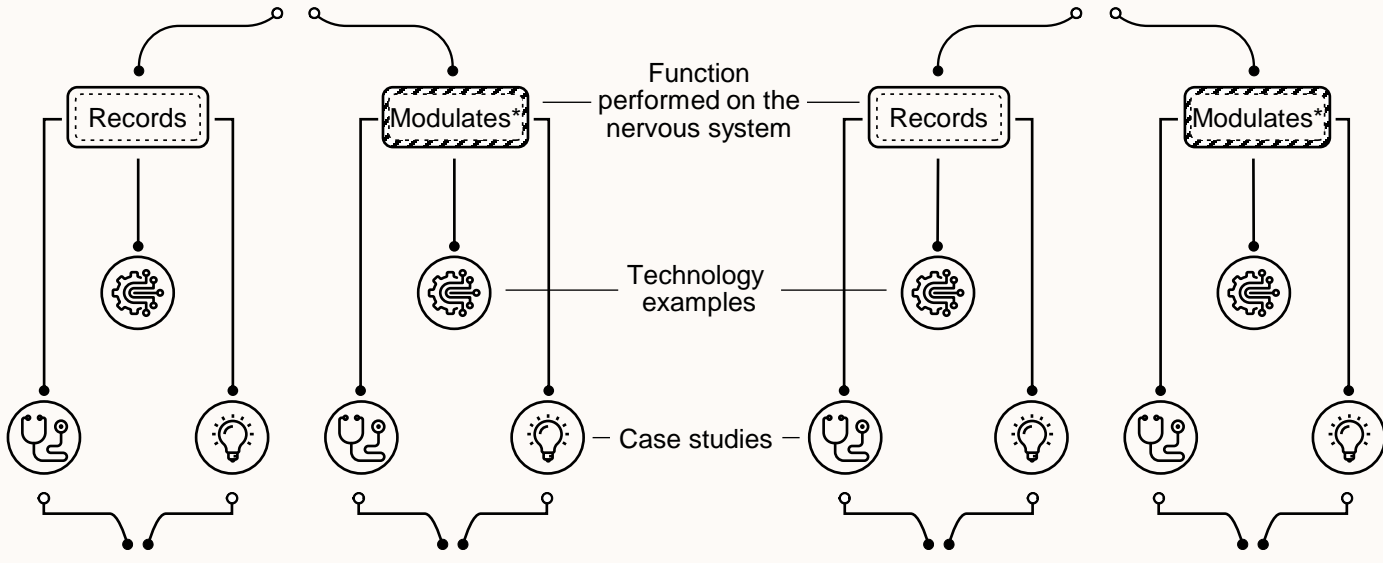 Function
performed on the
nervous system
Records
Modulates*
Records
Modulates*
Technology
examples
Case studies